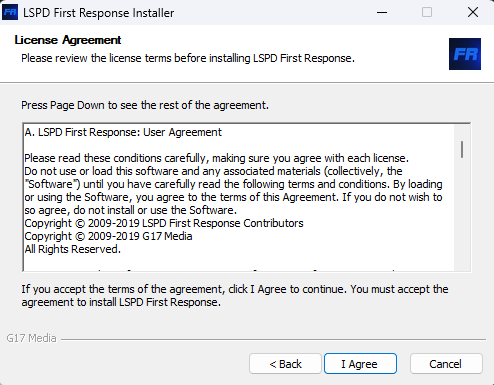 LSPD First Response Installer
License Agreement
Please review the license terms before installing LSPD First Response.
FR
Press Page Down to see the rest of the agreement.
A. LSPD First Response: User Agreement
Please read these conditions carefully, making sure you agree with each license.
Do not use or load this software and any associated materials (collectively, the
"Software") until you have carefully read the following terms and conditions. By loading
or using the Software, you agree to the terms of this Agreement. If you do not wish to
so agree, do not install or use the Software.
Copyright © 2009-2019 LSPD First Response Contributors
Copyright © 2009-2019 G17 Media
All Rights Reserved.
If you accept the terms of the agreement, click I Agree to continue. You must accept the
agreement to install LSPD First Response.
G17 Media
< Back
I Agree
Cancel